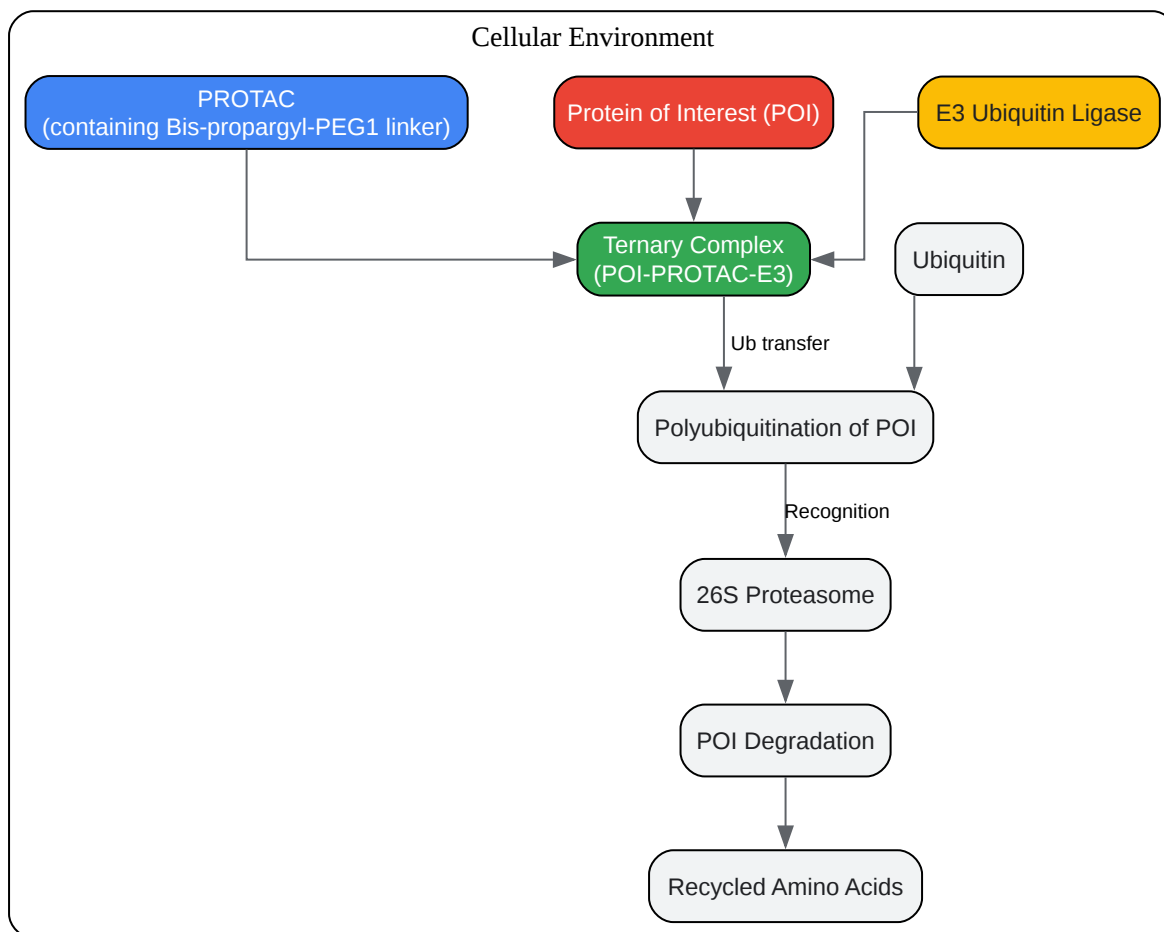 Cellular Environment
PROTAC
(containing Bis-propargyl-PEG1 linker)
Protein of Interest (POI)
E3 Ubiquitin Ligase
Ternary Complex
(POI-PROTAC-E3)
Ubiquitin
Ub transfer
Polyubiquitination of POI
Recognition
26S Proteasome
POI Degradation
Recycled Amino Acids